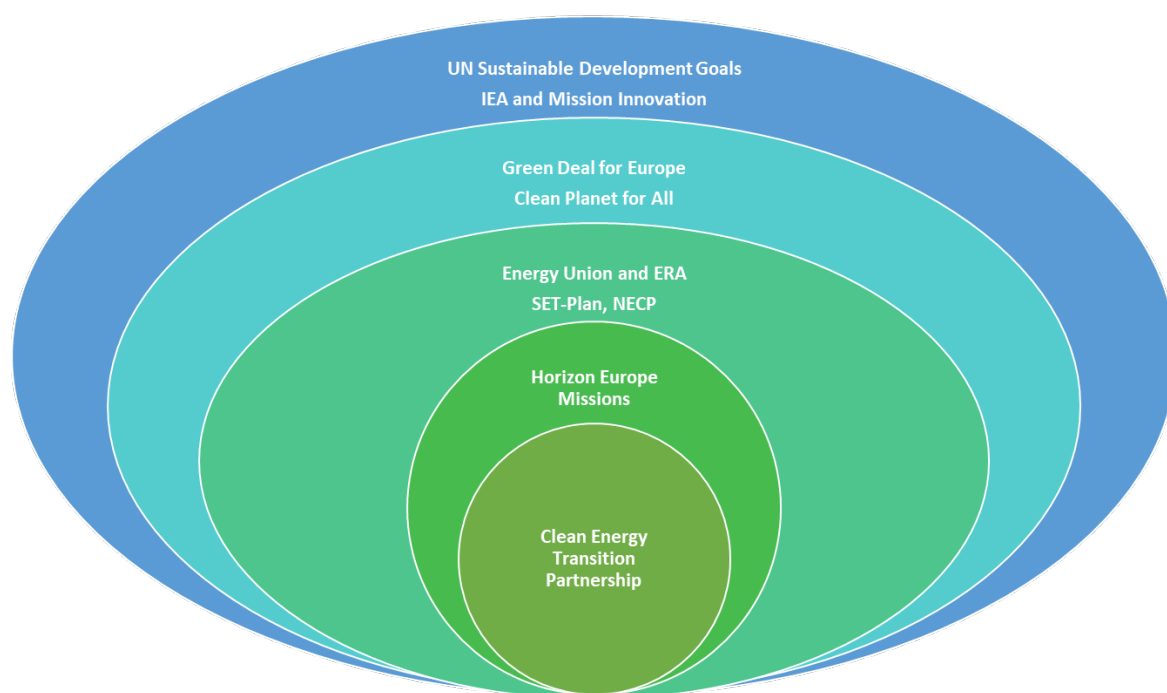 UN Sustainable Development Goals
IEA and Mission Innovation
Green Deal for Europe
Clean Planet for All
Energy Union and ERA
SET-Plan, NECP
Horizon Europe
Missions
Clean Energy
Transition
Partnership